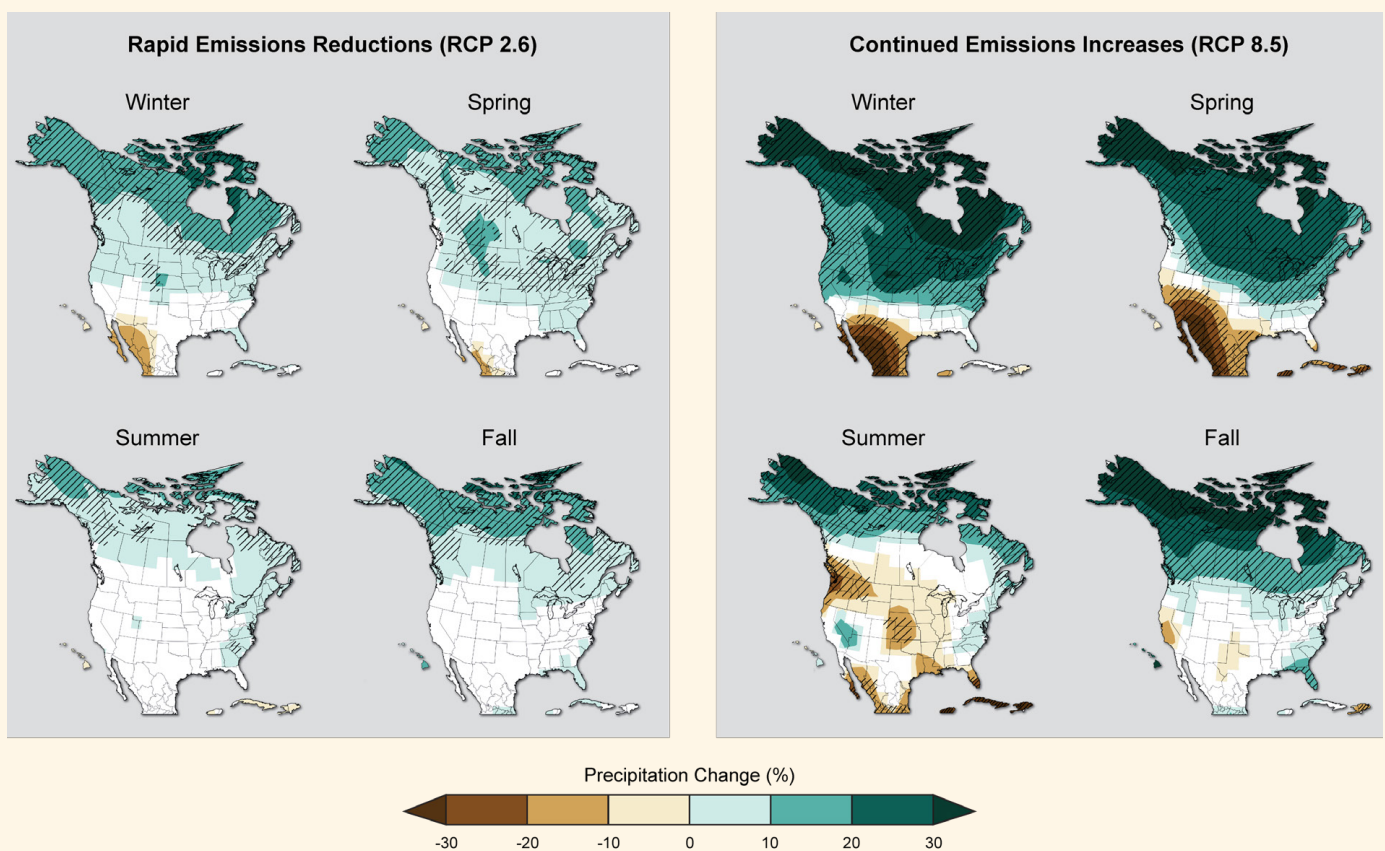 Rapid Emissions Reductions (RCP 2.6)
Winter
Spring
Summer
Fall
Continued Emissions Increases (RCP 8.5)
Winter
Spring
Summer
Fall
Precipitation Change (%)
-30 -20 -10 0 10 20 30